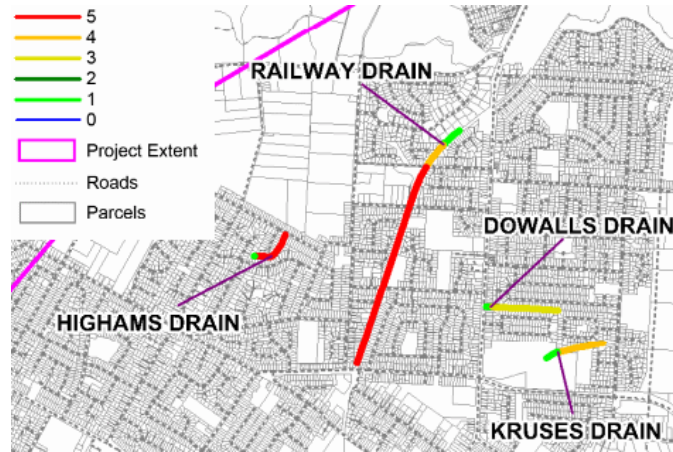 5
4
3
2
1
0
Project Extent
Roads
Parcels
RAILWAY DRAIN
DOWALLS DRAIN
HIGHAMS DRAIN
KRUSES DRAIN